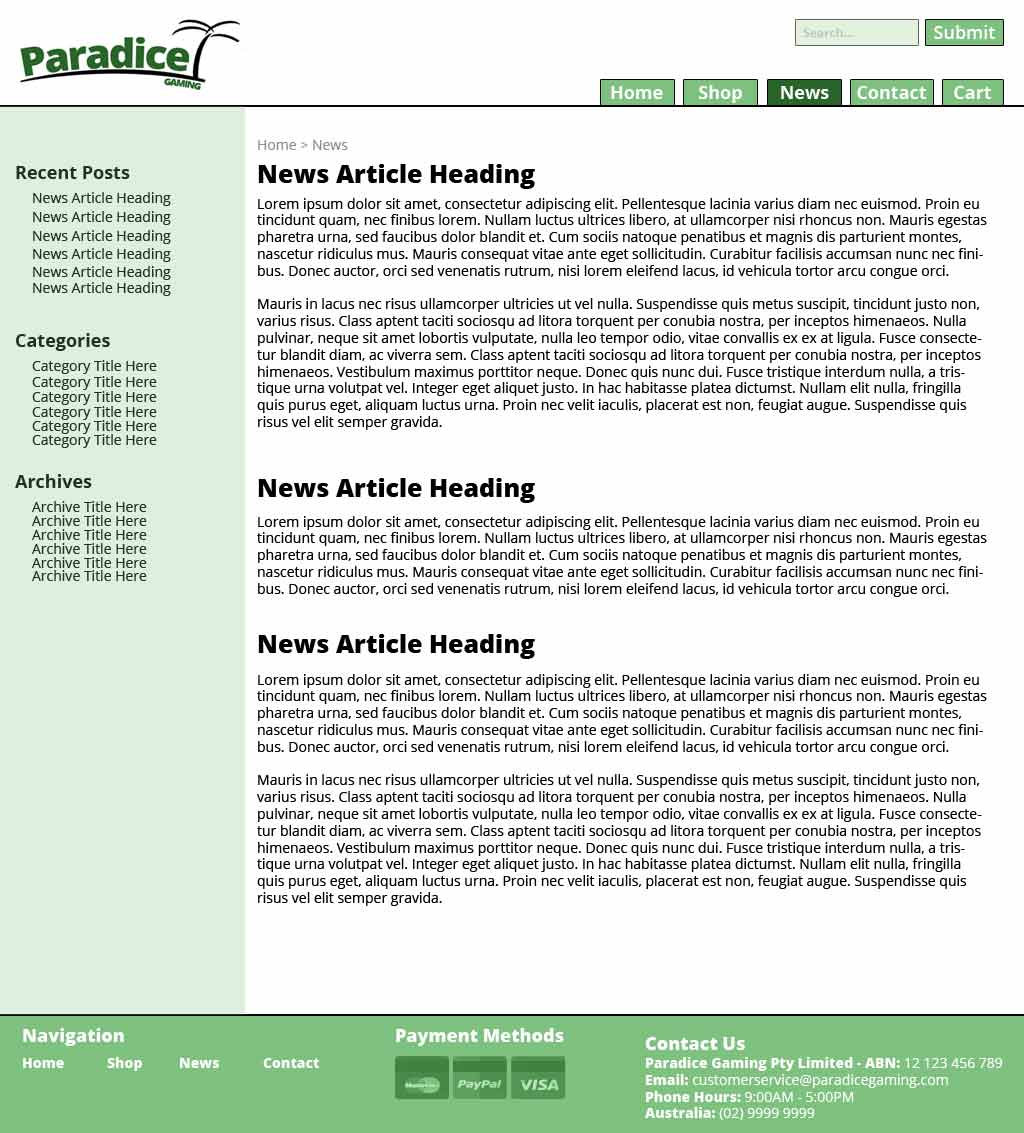 Paradice
GAMING
Search...
Submit
Home
Shop
News
Contact
Cart
Recent Posts
News Article Heading
News Article Heading
News Article Heading
News Article Heading
News Article Heading
News Article Heading
Categories
Category Title Here
Category Title Here
Category Title Here
Category Title Here
Category Title Here
Category Title Here
Archives
Archive Title Here
Archive Title Here
Archive Title Here
Archive Title Here
Archive Title Here
Archive Title Here
Home > News
News Article Heading
Lorem ipsum dolor sit amet, consectetur adipiscing elit. Pellentesque lacinia varius diam nec euismod. Proin eu
tincidunt quam, nec finibus lorem. Nullam luctus ultrices libero, at ullamcorper nisi rhoncus non. Mauris egestas
pharetra urna, sed faucibus dolor blandit et. Cum sociis natoque penatibus et magnis dis parturient montes,
nascetur ridiculus mus. Mauris consequat vitae ante eget sollicitudin. Curabitur facilisis accumsan nunc nec fini-
bus. Donec auctor, orci sed venenatis rutrum, nisi lorem eleifend lacus, id vehicula tortor arcu congue orci.
Mauris in lacus nec risus ullamcorper ultricies ut vel nulla. Suspendisse quis metus suscipit, tincidunt justo non,
varius risus. Class aptent taciti sociosqu ad litora torquent per conubia nostra, per inceptos himenaeos. Nulla
pulvinar, neque sit amet lobortis vulputate, nulla leo tempor odio, vitae convallis ex ex at ligula. Fusce consecte-
tur blandit diam, ac viverra sem. Class aptent taciti sociosqu ad litora torquent per conubia nostra, per inceptos
himenaeos. Vestibulum maximus porttitor neque. Donec quis nunc dui. Fusce tristique interdum nulla, a tris-
tique urna volutpat vel. Integer eget aliquet justo. In hac habitasse platea dictumst. Nullam elit nulla, fringilla
quis purus eget, aliquam luctus urna. Proin nec velit iaculis, placerat est non, feugiat augue. Suspendisse quis
risus vel elit semper gravida.
News Article Heading
Lorem ipsum dolor sit amet, consectetur adipiscing elit. Pellentesque lacinia varius diam nec euismod. Proin eu
tincidunt quam, nec finibus lorem. Nullam luctus ultrices libero, at ullamcorper nisi rhoncus non. Mauris egestas
pharetra urna, sed faucibus dolor blandit et. Cum sociis natoque penatibus et magnis dis parturient montes,
nascetur ridiculus mus. Mauris consequat vitae ante eget sollicitudin. Curabitur facilisis accumsan nunc nec fini-
bus. Donec auctor, orci sed venenatis rutrum, nisi lorem eleifend lacus, id vehicula tortor arcu congue orci.
News Article Heading
Lorem ipsum dolor sit amet, consectetur adipiscing elit. Pellentesque lacinia varius diam nec euismod. Proin eu
tincidunt quam, nec finibus lorem. Nullam luctus ultrices libero, at ullamcorper nisi rhoncus non. Mauris egestas
pharetra urna, sed faucibus dolor blandit et. Cum sociis natoque penatibus et magnis dis parturient montes,
nascetur ridiculus mus. Mauris consequat vitae ante eget sollicitudin. Curabitur facilisis accumsan nunc nec fini-
bus. Donec auctor, orci sed venenatis rutrum, nisi lorem eleifend lacus, id vehicula tortor arcu congue orci.
Mauris in lacus nec risus ullamcorper ultricies ut vel nulla. Suspendisse quis metus suscipit, tincidunt justo non,
varius risus. Class aptent taciti sociosqu ad litora torquent per conubia nostra, per inceptos himenaeos. Nulla
pulvinar, neque sit amet lobortis vulputate, nulla leo tempor odio, vitae convallis ex ex at ligula. Fusce consecte-
tur blandit diam, ac viverra sem. Class aptent taciti sociosqu ad litora torquent per conubia nostra, per inceptos
himenaeos. Vestibulum maximus porttitor neque. Donec quis nunc dui. Fusce tristique interdum nulla, a tris-
tique urna volutpat vel. Integer eget aliquet justo. In hac habitasse platea dictumst. Nullam elit nulla, fringilla
quis purus eget, aliquam luctus urna. Proin nec velit iaculis, placerat est non, feugiat augue. Suspendisse quis
risus vel elit semper gravida.
Navigation
Home
Shop
News
Contact
Payment Methods
MasterCard
PayPal
VISA
Contact Us
Paradice Gaming Pty Limited - ABN: 12 123 456 789
Email: customerservice@paradicegaming.com
Phone Hours: 9:00AM - 5:00PM
Australia: (02) 9999 9999